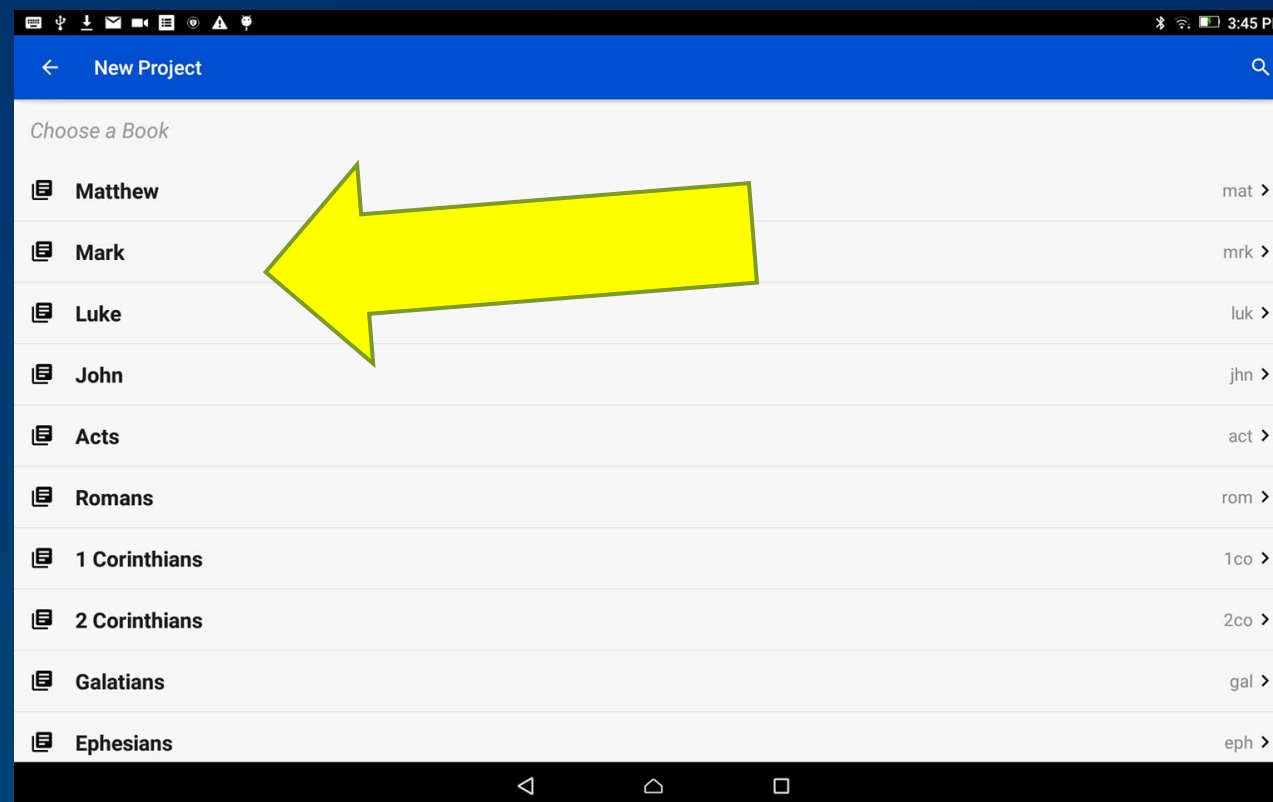 3:45 P
New Project
Choose a Book
Matthew mat
Mark mrk
Luke luk
John jhn
Acts act
Romans rom
1 Corinthians 1co
2 Corinthians 2co
Galatians gal
Ephesians eph